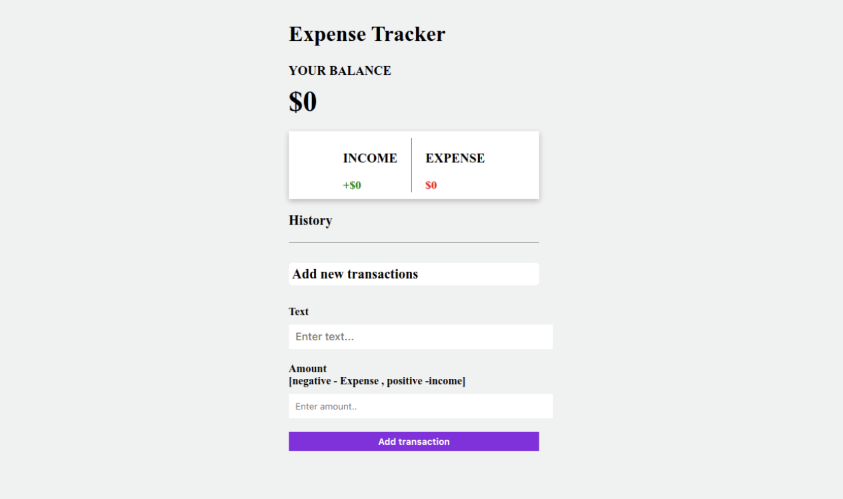 Expense Tracker
YOUR BALANCE
$0
INCOME EXPENSE
+$0 $0
History
Add new transactions
Text
Enter text...
Amount
[negative - Expense , positive -income]
Enter amount..
Add transaction